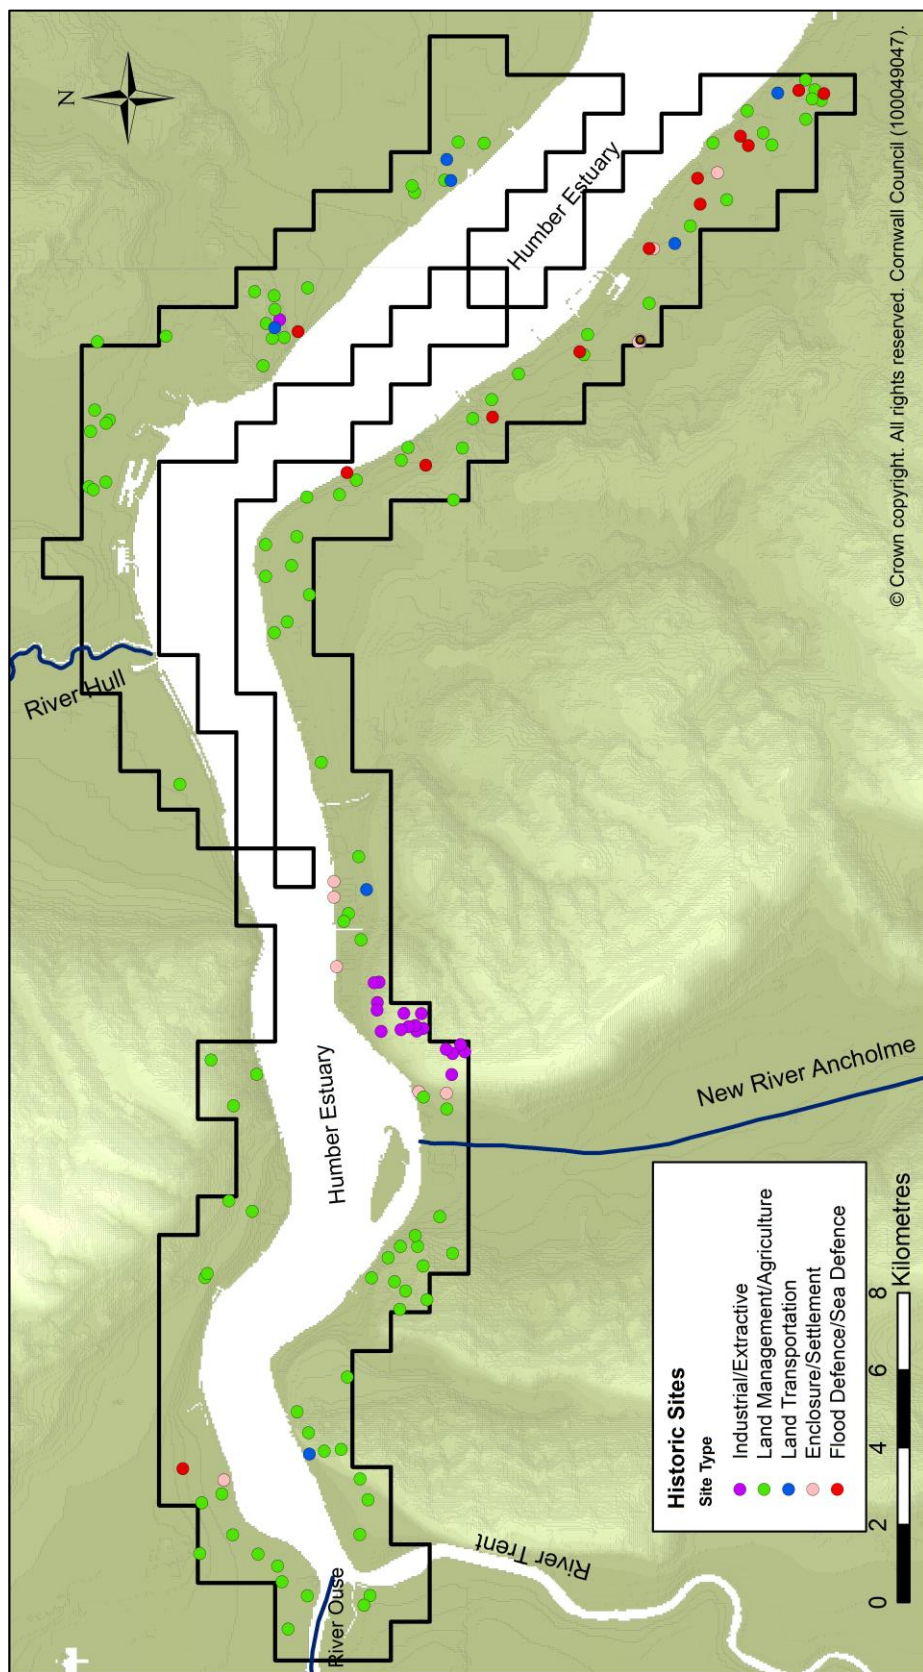 N
River Hull
Humber Estuary
Humber Estuary
River Ouse
River Trent
New River Ancholme
Historic Sites
Site Type
Industrial/Extractive
Land Management/Agriculture
Land Transportation
Enclosure/Settlement
Flood Defence/Sea Defence
0 2 4 6 8
Kilometres
© Crown copyright. All rights reserved. Cornwall Council (100049047).